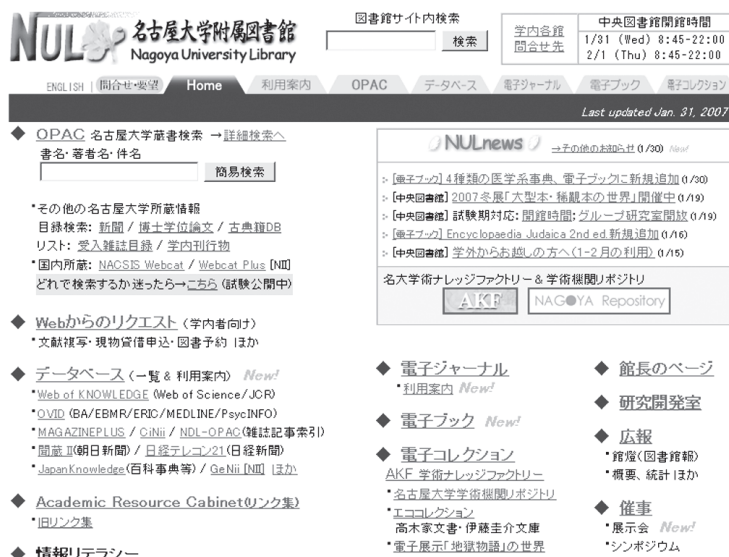 NUL 名古屋大学附属図書館
Nagoya University Library
図書館サイト内検索
検索
学内各館
問合せ先
中央図書館開館時間
1/31 (Wed) 8:45-22:00
2/1 (Thu) 8:45-22:00
ENGLISH | 問合せ・要望 Home 利用案内 OPAC データベース 電子ジャーナル 電子ブック 電子コレクション
Last updated Jan. 31, 2007
◆ OPAC 名古屋大学蔵書検索 →詳細検索へ
書名・著者名・件名
簡易検索
・その他の名古屋大学所蔵情報
目録検索: 新聞 / 博士学位論文 / 古典籍DB
リスト: 受入雑誌目録 / 学内刊行物
・国内所蔵: NACSIS Webcat / Webcat Plus [NII]
どれで検索するか迷ったら→こちら (試験公開中)
◆ Webからのリクエスト (学内者向け)
・文献複写・現物貸借申込・図書予約 ほか
◆ データベース (一覧 & 利用案内) New!
・Web of KNOWLEDGE (Web of Science/JCR)
・OVID (BA/EBMR/ERIC/MEDLINE/PsycINFO)
・MAGAZINEPLUS / CiNii / NDL-OPAC(雑誌記事索引)
・聞蔵 II(朝日新聞) / 日経テレコン21(日経新聞)
・JapanKnowledge(百科事典等) / GeNii [NII] ほか
◆ Academic Resource Cabinet(リンク集)
・旧リンク集
◆ 情報リテラシー
NULnews →その他のお知らせ (1/30) New!
[電子ブック] 4種類の医学系事典、電子ブックに新規追加 (1/30)
[中央図書館] 2007冬展「大型本・稀覯本の世界」開催中 (1/19)
[中央図書館] 試験期対応: 開館時間; グループ研究室開放 (1/19)
[電子ブック] Encyclopaedia Judaica 2nd ed. 新規追加 (1/16)
[中央図書館] 学外からお越しの方へ(1-2月の利用) (1/15)
名大学術ナレッジファクトリー & 学術機関リポジトリ
AKF NAGOYA Repository
◆ 電子ジャーナル
・利用案内 New!
◆ 電子ブック New!
◆ 電子コレクション
AKF 学術ナレッジファクトリー
・名古屋大学学術機関リポジトリ
・エココレクション
高木家文書・伊藤圭介文庫
・電子展示「地獄物語」の世界
◆ 館長のページ
◆ 研究開発室
◆ 広報
・館燈(図書館報)
・概要、統計 ほか
◆ 催事
・展示会 New!
・シンポジウム